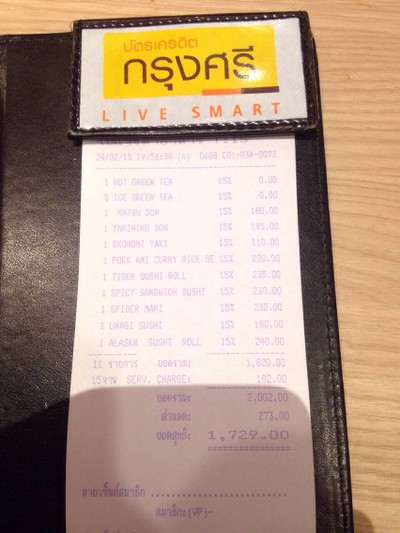 บัตรเครดิต
กรุงศรี
LIVE SMART
24/02/15 19:56:34 (6) 0608 C01-03A-0073
1 HOT GREEN TEA 15% 0.00
5 ICE GREEN TEA 15% 0.00
1 KATSU DON 15% 180.00
1 YAKINIKU DON 15% 195.00
1 OKONOMI YAKI 15% 110.00
1 PORK AMI CURRY RICE SE 15% 220.00
1 TIGER SUSHI ROLL 15% 235.00
1 SPICY SANDWICH SUSHI 15% 230.00
1 SPIDER MAKI 15% 230.00
1 UNAGI SUSHI 15% 180.00
1 ALASKA SUSHI ROLL 15% 240.00
11 รายการ ยอดรวม: 1,820.00
15จาน SERV. CHARGE: 182.00
ยอดรวม: 2,002.00
ส่วนลด: 273.00
ยอดสุทธิ: 1,729.00
ลายเซ็นต์สมาชิก ....................
สมาชิก:(VP)-